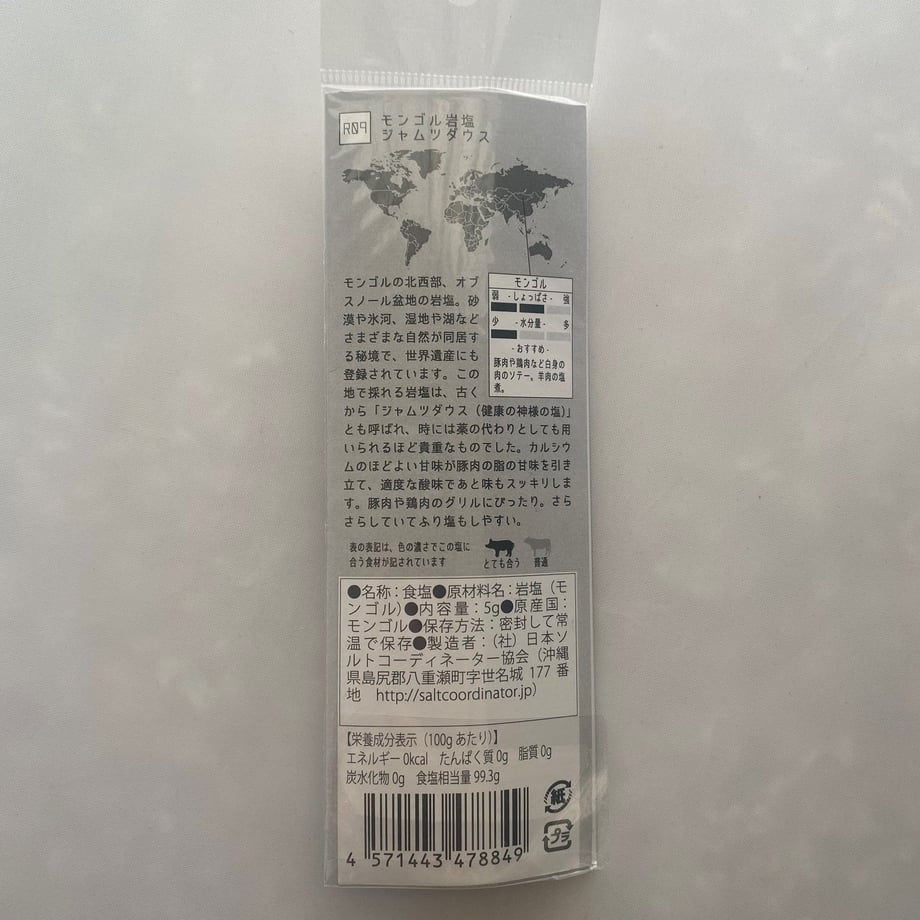 R09
モンゴル岩塩
ジャムツダウス
モンゴルの北西部、オブ
スノール盆地の岩塩。砂
漠や氷河、湿地や湖など
さまざまな自然が同居す
る秘境で、世界遺産にも
登録されています。この
地で採れる岩塩は、古く
から「ジャムツダウス（健康の神様の塩）」
とも呼ばれ、時には薬の代わりとしても用
いられるほど貴重なものでした。カルシウ
ムのほどよい甘味が豚肉の脂の甘味を引き
立て、適度な酸味であと味もスッキリしま
す。豚肉や鶏肉のグリルにぴったり。さら
さらしていてふり塩もしやすい。
モンゴル
弱 -しょっぱさ- 強
少 -水分量- 多
-おすすめ-
豚肉や鶏肉など白身の
肉のソテー。羊肉の塩
煮。
表の表記は、色の濃さでこの塩に
合う食材が記されています
とても合う 普通
●名称：食塩●原材料名：岩塩（モ
ンゴル）●内容量：5g●原産国：
モンゴル●保存方法：密封して常
温で保存●製造者：（社）日本ソ
ルトコーディネーター協会（沖縄
県島尻郡八重瀬町字世名城 177 番
地 http://saltcoordinator.jp）
【栄養成分表示（100g あたり）】
エネルギー 0kcal たんぱく質 0g 脂質 0g
炭水化物 0g 食塩相当量 99.3g
4 571443 478849
紙
プラ